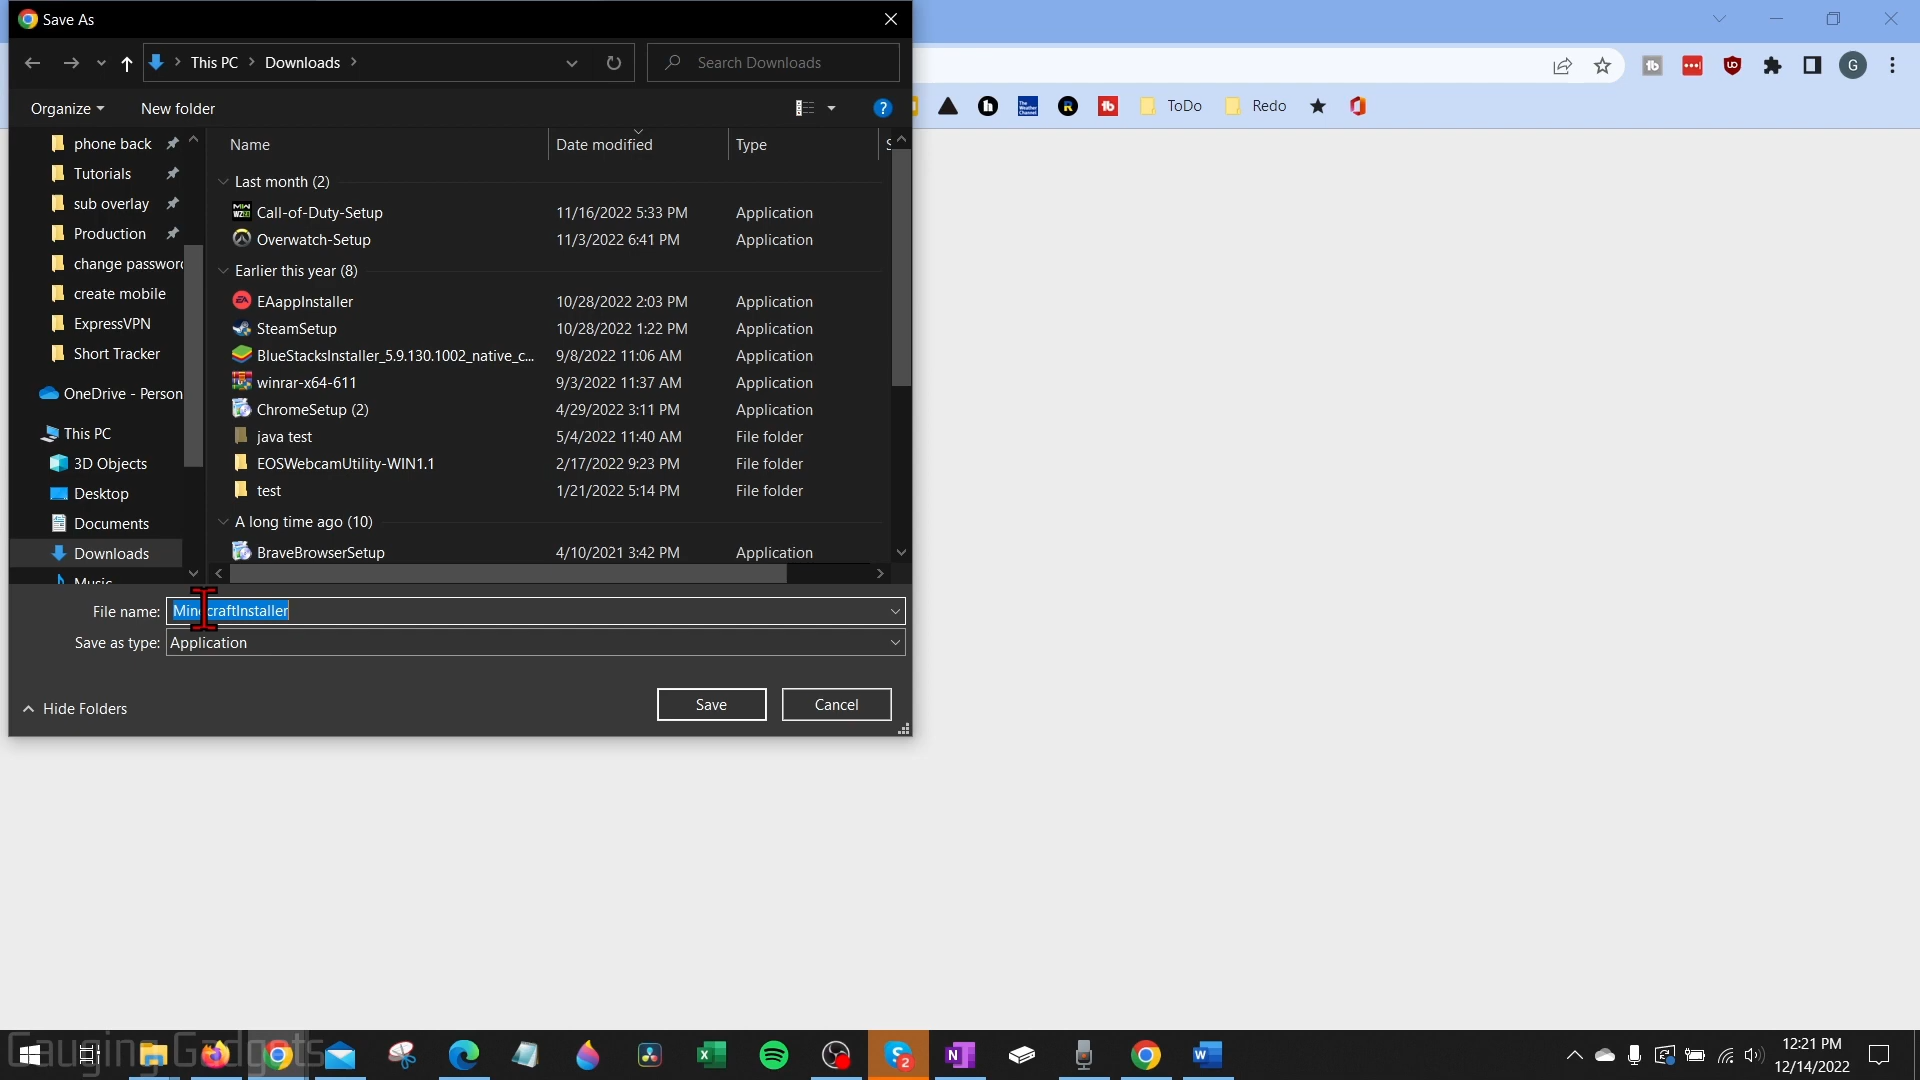 Save As
This PC
Downloads
Search Downloads
Organize
New folder
phone back
Tutorials
sub overlay
Production
change password
create mobile
ExpressVPN
Short Tracker
OneDrive - Person
This PC
3D Objects
Desktop
Documents
Downloads
Music
Name Date modified Type S
Last month (2)
Call-of-Duty-Setup 11/16/2022 5:33 PM Application
Overwatch-Setup 11/3/2022 6:41 PM Application
Earlier this year (8)
EAappInstaller 10/28/2022 2:03 PM Application
SteamSetup 10/28/2022 1:22 PM Application
BlueStacksInstaller_5.9.130.1002_native_c... 9/8/2022 11:06 AM Application
winrar-x64-611 9/3/2022 11:37 AM Application
ChromeSetup (2) 4/29/2022 3:11 PM Application
java test 5/4/2022 11:40 AM File folder
EOSWebcamUtility-WIN1.1 2/17/2022 9:23 PM File folder
test 1/21/2022 5:14 PM File folder
A long time ago (10)
BraveBrowserSetup 4/10/2021 3:42 PM Application
File name: MinecraftInstaller
Save as type: Application
Hide Folders
Save
Cancel
G
ToDo
Redo
Gauging Gadgets
2
12:21 PM
12/14/2022